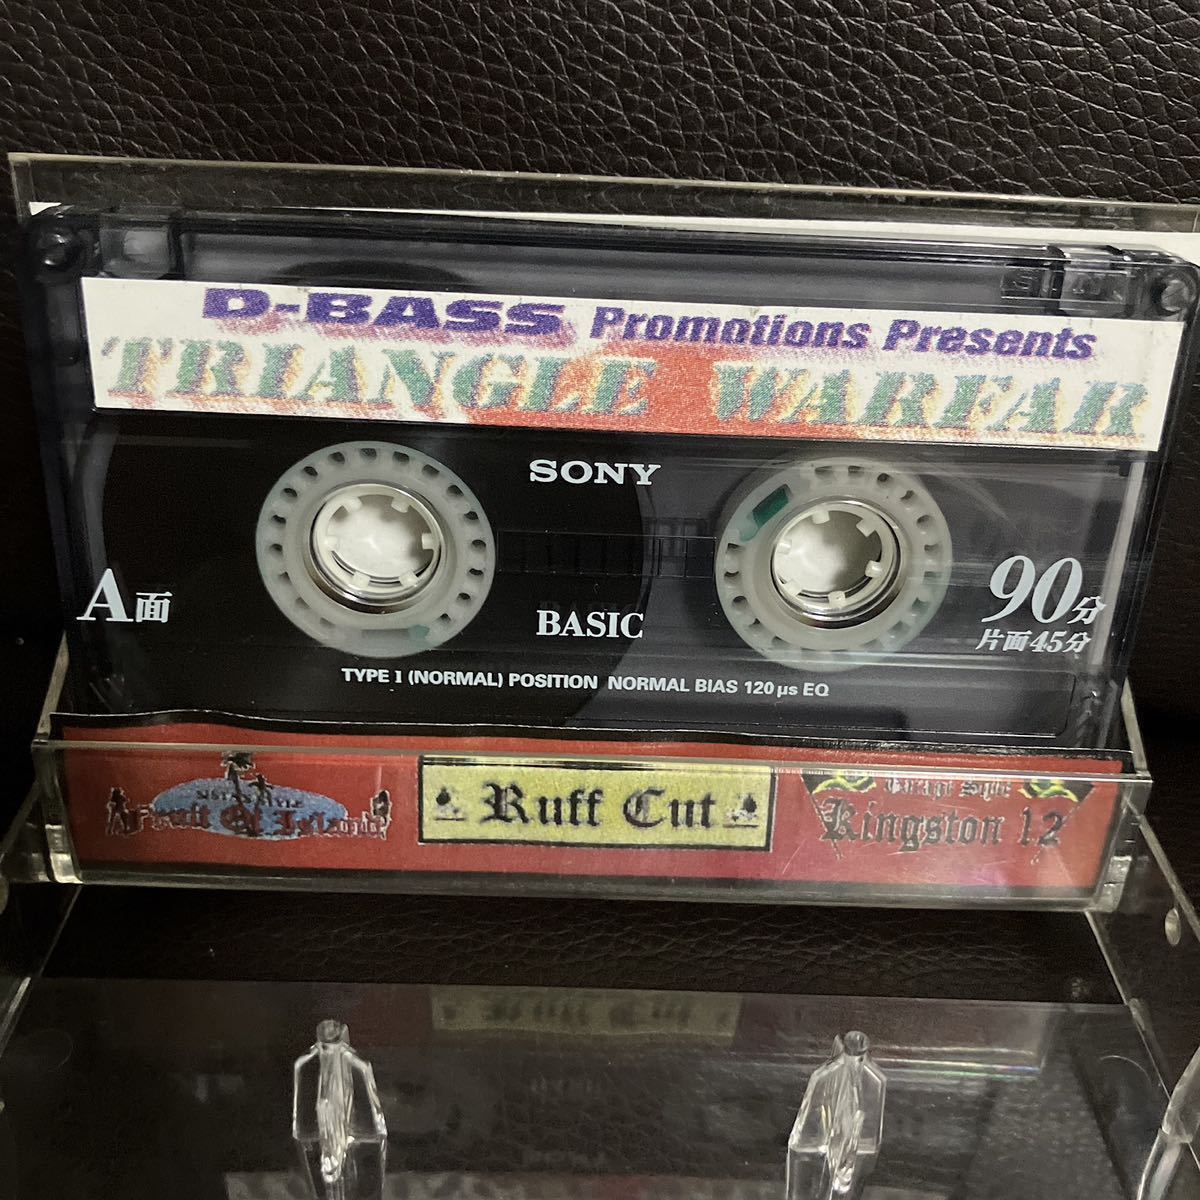 D-BASS Promotions Presents
TRIANGLE WARFAR
SONY
A面
90分
片面45分
BASIC
TYPE I (NORMAL) POSITION NORMAL BIAS 120 µs EQ
Fruit Of Island
Ruff Cut
Kingston 12